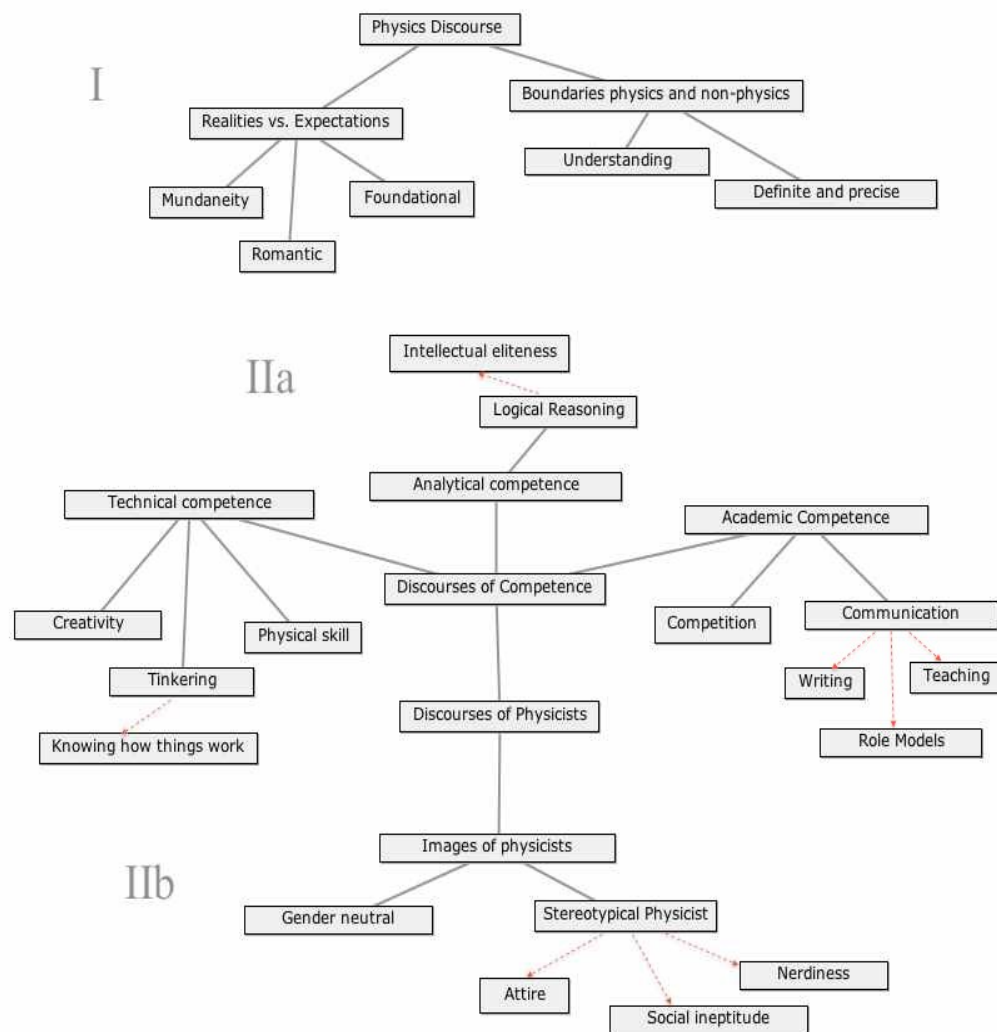 Physics Discourse
I
Boundaries physics and non-physics
Realities vs. Expectations
Understanding
Mundaneity
Foundational
Definite and precise
Romantic
Intellectual eliteness
IIa
Logical Reasoning
Analytical competence
Technical competence
Academic Competence
Discourses of Competence
Creativity
Physical skill
Competition
Communication
Tinkering
Writing
Teaching
Discourses of Physicists
Knowing how things work
Role Models
Images of physicists
IIb
Gender neutral
Stereotypical Physicist
Nerdiness
Attire
Social ineptitude